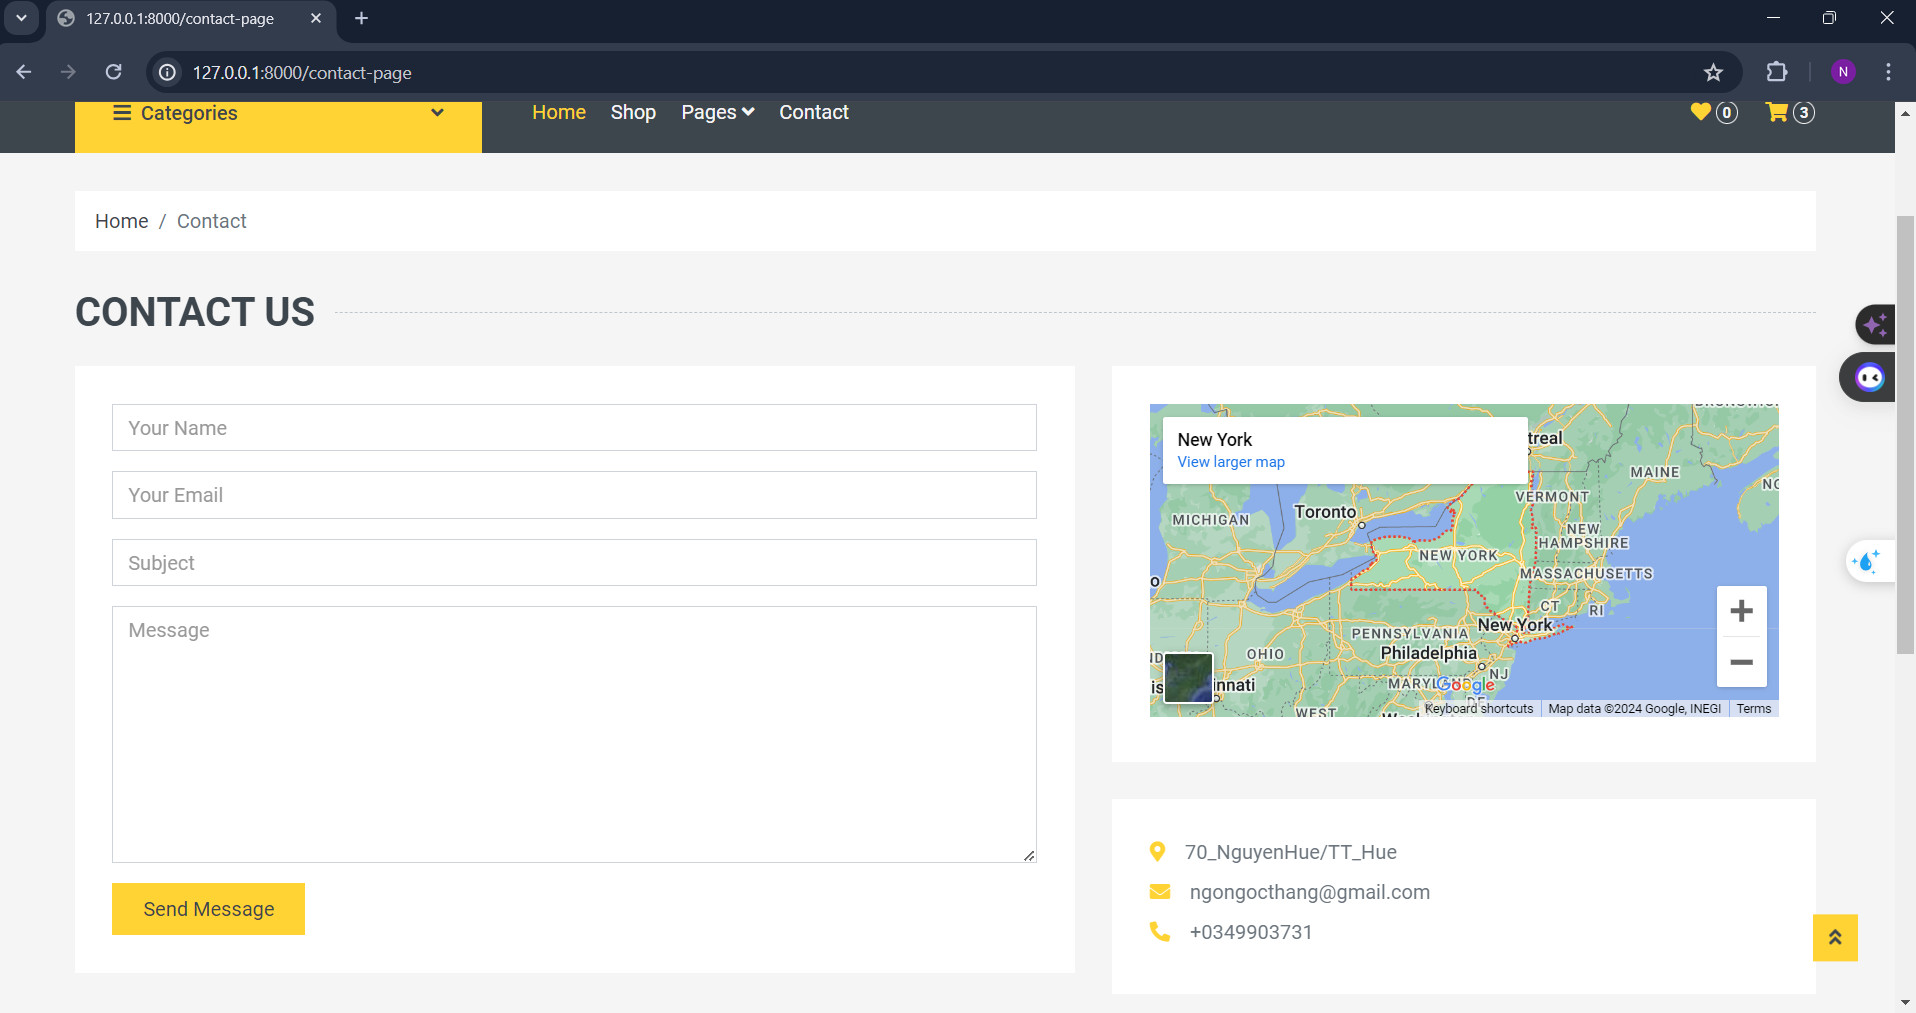 127.0.0.1:8000/contact-page
127.0.0.1:8000/contact-page
N
Categories
Home Shop Pages Contact
0 3
Home / Contact
CONTACT US
Your Name
Your Email
Subject
Message
Send Message
New York
View larger map
treal
MAINE
VERMONT
NC
MICHIGAN
Toronto
NEW
HAMPSHIRE
NEW YORK
MASSACHUSETTS
o
CT
RI
New York
PENNSYLVANIA
OHIO
Philadelphia
NJ
innati
Google
WEST
Keyboard shortcuts
Map data ©2024 Google, INEGI
Terms
70_NguyenHue/TT_Hue
ngongocthang@gmail.com
+0349903731